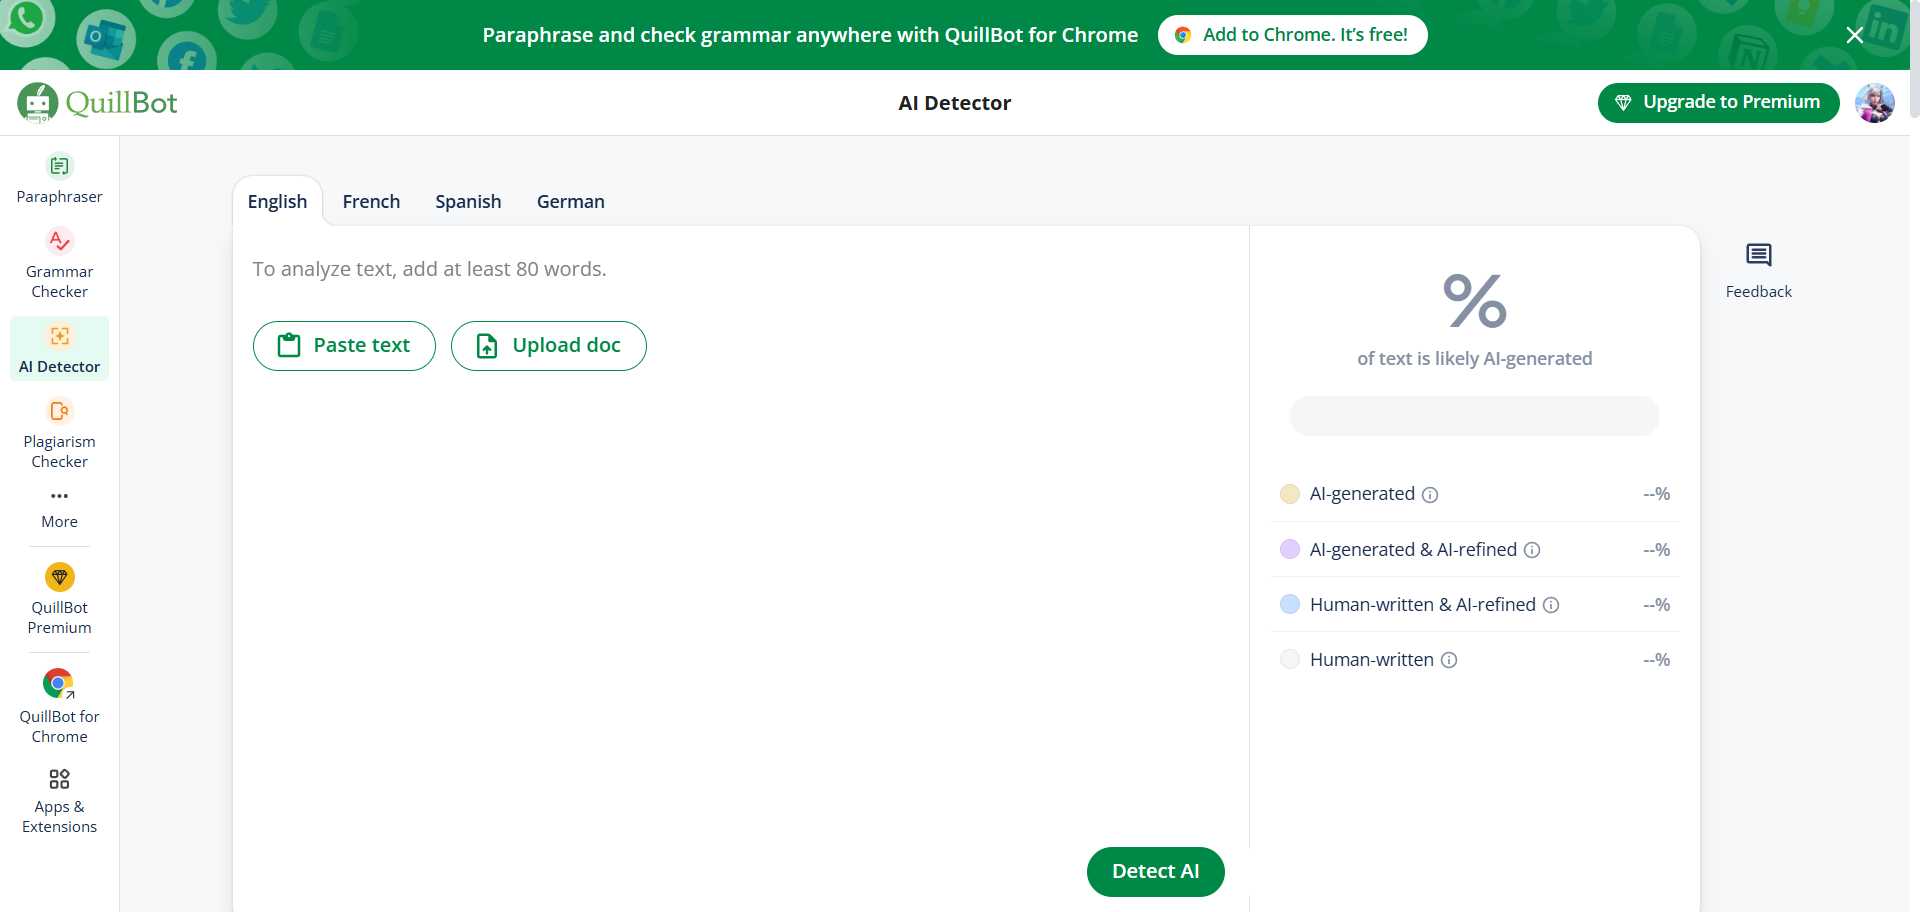 Paraphrase and check grammar anywhere with QuillBot for Chrome
Add to Chrome. It's free!
QuillBot
AI Detector
Upgrade to Premium
Paraphraser
Grammar
Checker
AI Detector
Plagiarism
Checker
More
QuillBot
Premium
QuillBot for
Chrome
Apps &
Extensions
English French Spanish German
To analyze text, add at least 80 words.
Paste text
Upload doc
Detect AI
%
of text is likely AI-generated
AI-generated --%
AI-generated & AI-refined --%
Human-written & AI-refined --%
Human-written --%
Feedback